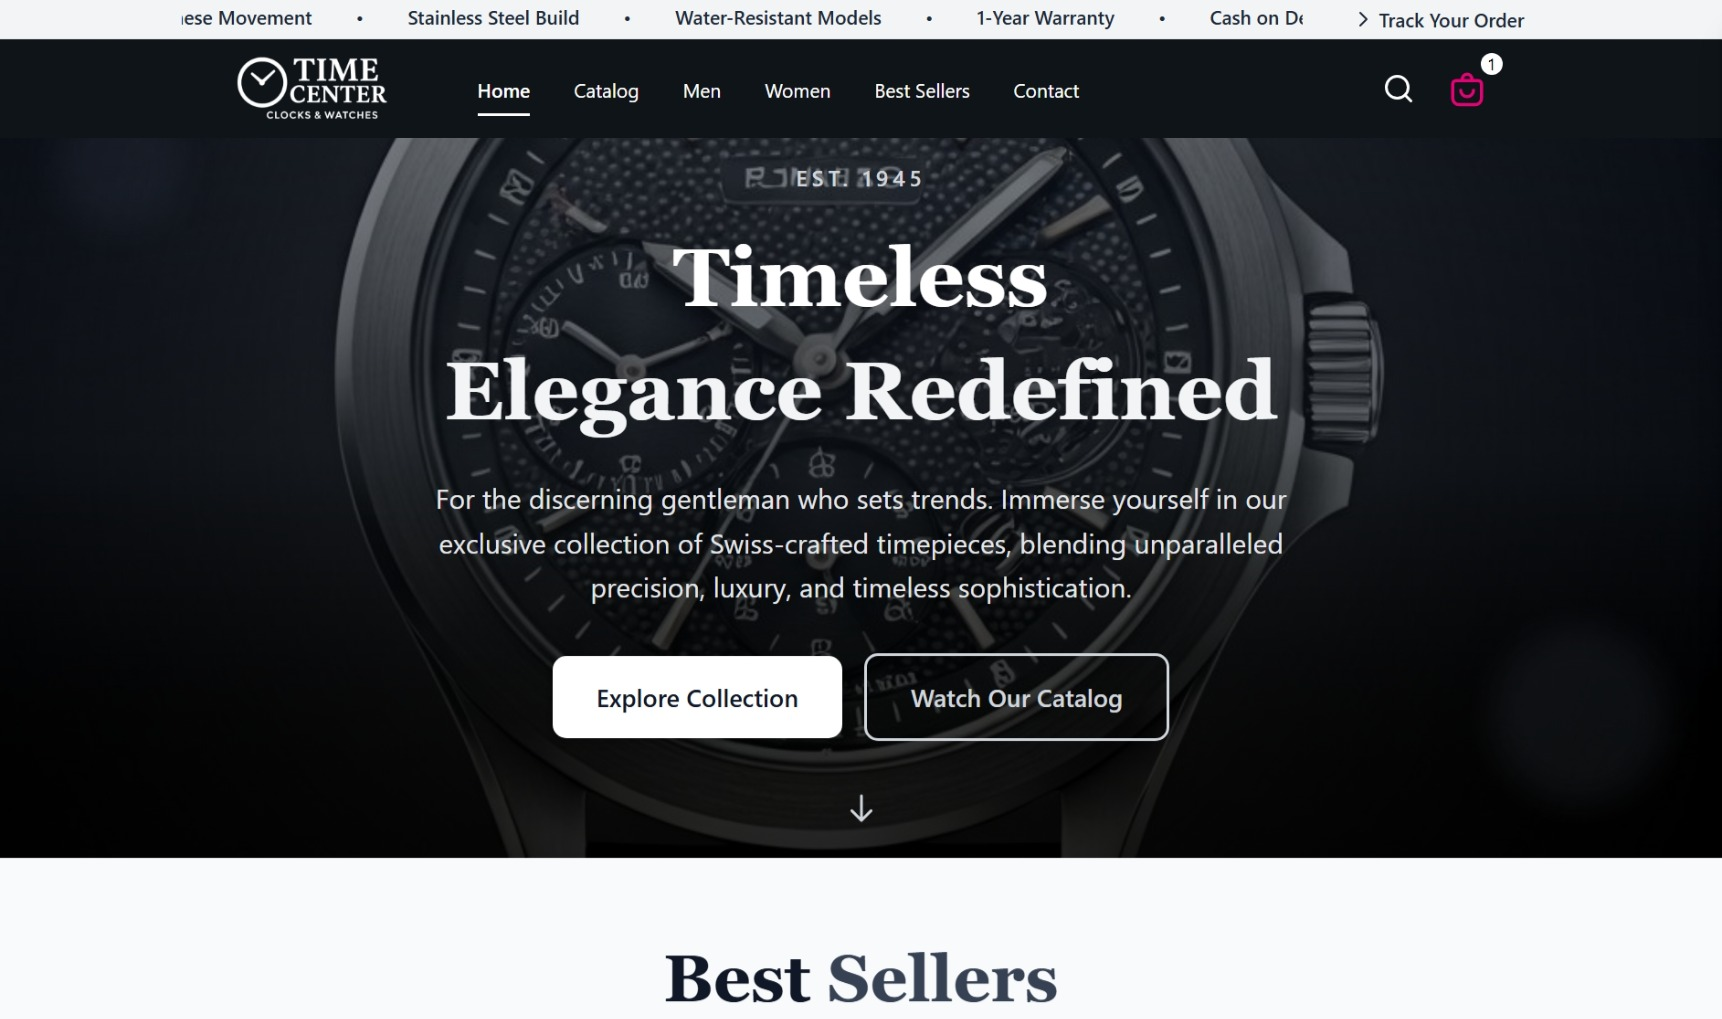 ese Movement • Stainless Steel Build • Water-Resistant Models • 1-Year Warranty • Cash on De
Track Your Order
TIME
CENTER
CLOCKS & WATCHES
Home Catalog Men Women Best Sellers Contact
1
EST. 1945
Timeless
Elegance Redefined
For the discerning gentleman who sets trends. Immerse yourself in our
exclusive collection of Swiss-crafted timepieces, blending unparalleled
precision, luxury, and timeless sophistication.
Explore Collection
Watch Our Catalog
Best Sellers